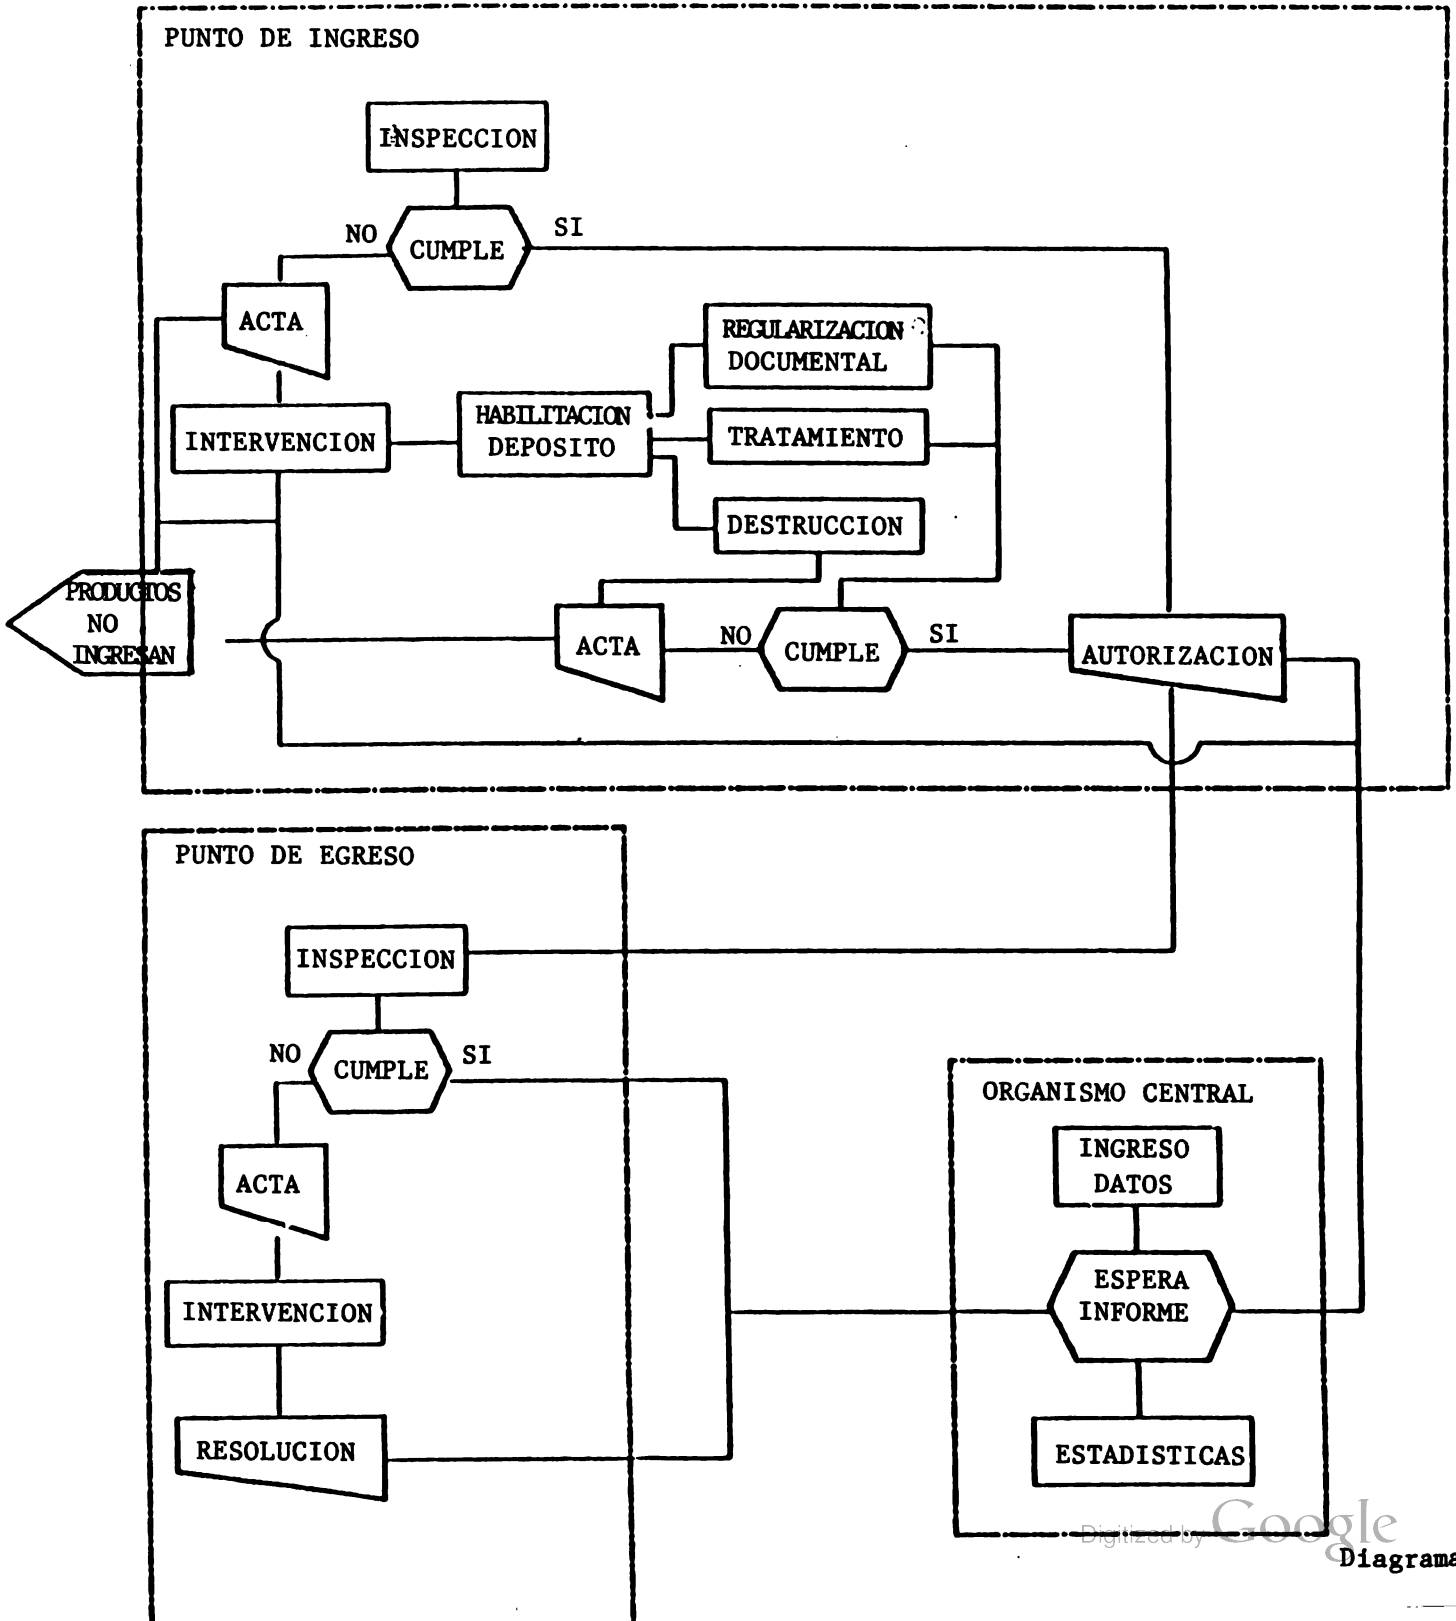 PUNTO DE INGRESO
INSPECCION
NO
CUMPLE
SI
ACTA
REGULARIZACION
DOCUMENTAL
INTERVENCION
HABILITACION
DEPOSITO
TRATAMIENTO
DESTRUCCION
PRODUCTOS
NO
INGRESAN
ACTA
NO
CUMPLE
SI
AUTORIZACION
PUNTO DE EGRESO
INSPECCION
NO
CUMPLE
SI
ACTA
INTERVENCION
RESOLUCION
ORGANISMO CENTRAL
INGRESO
DATOS
ESPERA
INFORME
ESTADISTICAS
Digitized by Google
Diagrama